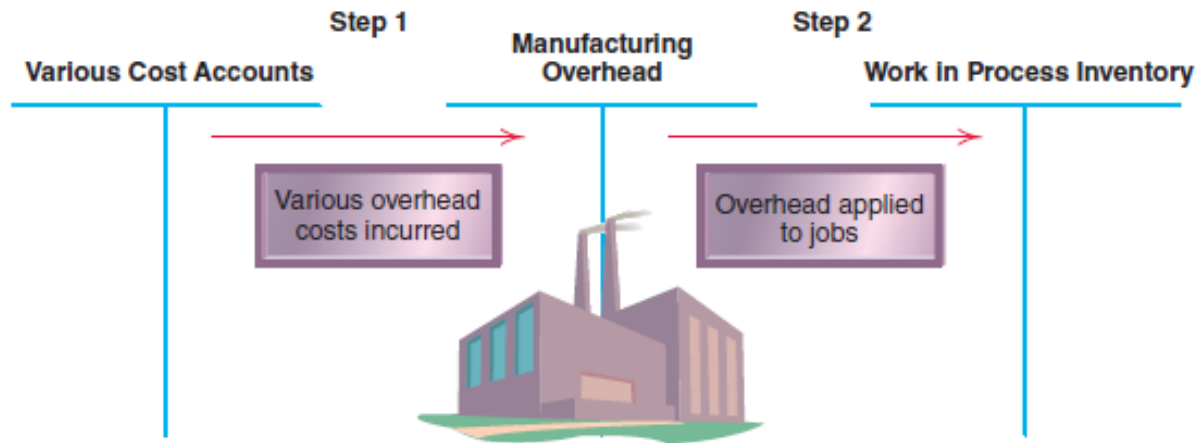 Step 1
Step 2
Various Cost Accounts
Manufacturing
Overhead
Work in Process Inventory
Various overhead
costs incurred
Overhead applied
to jobs